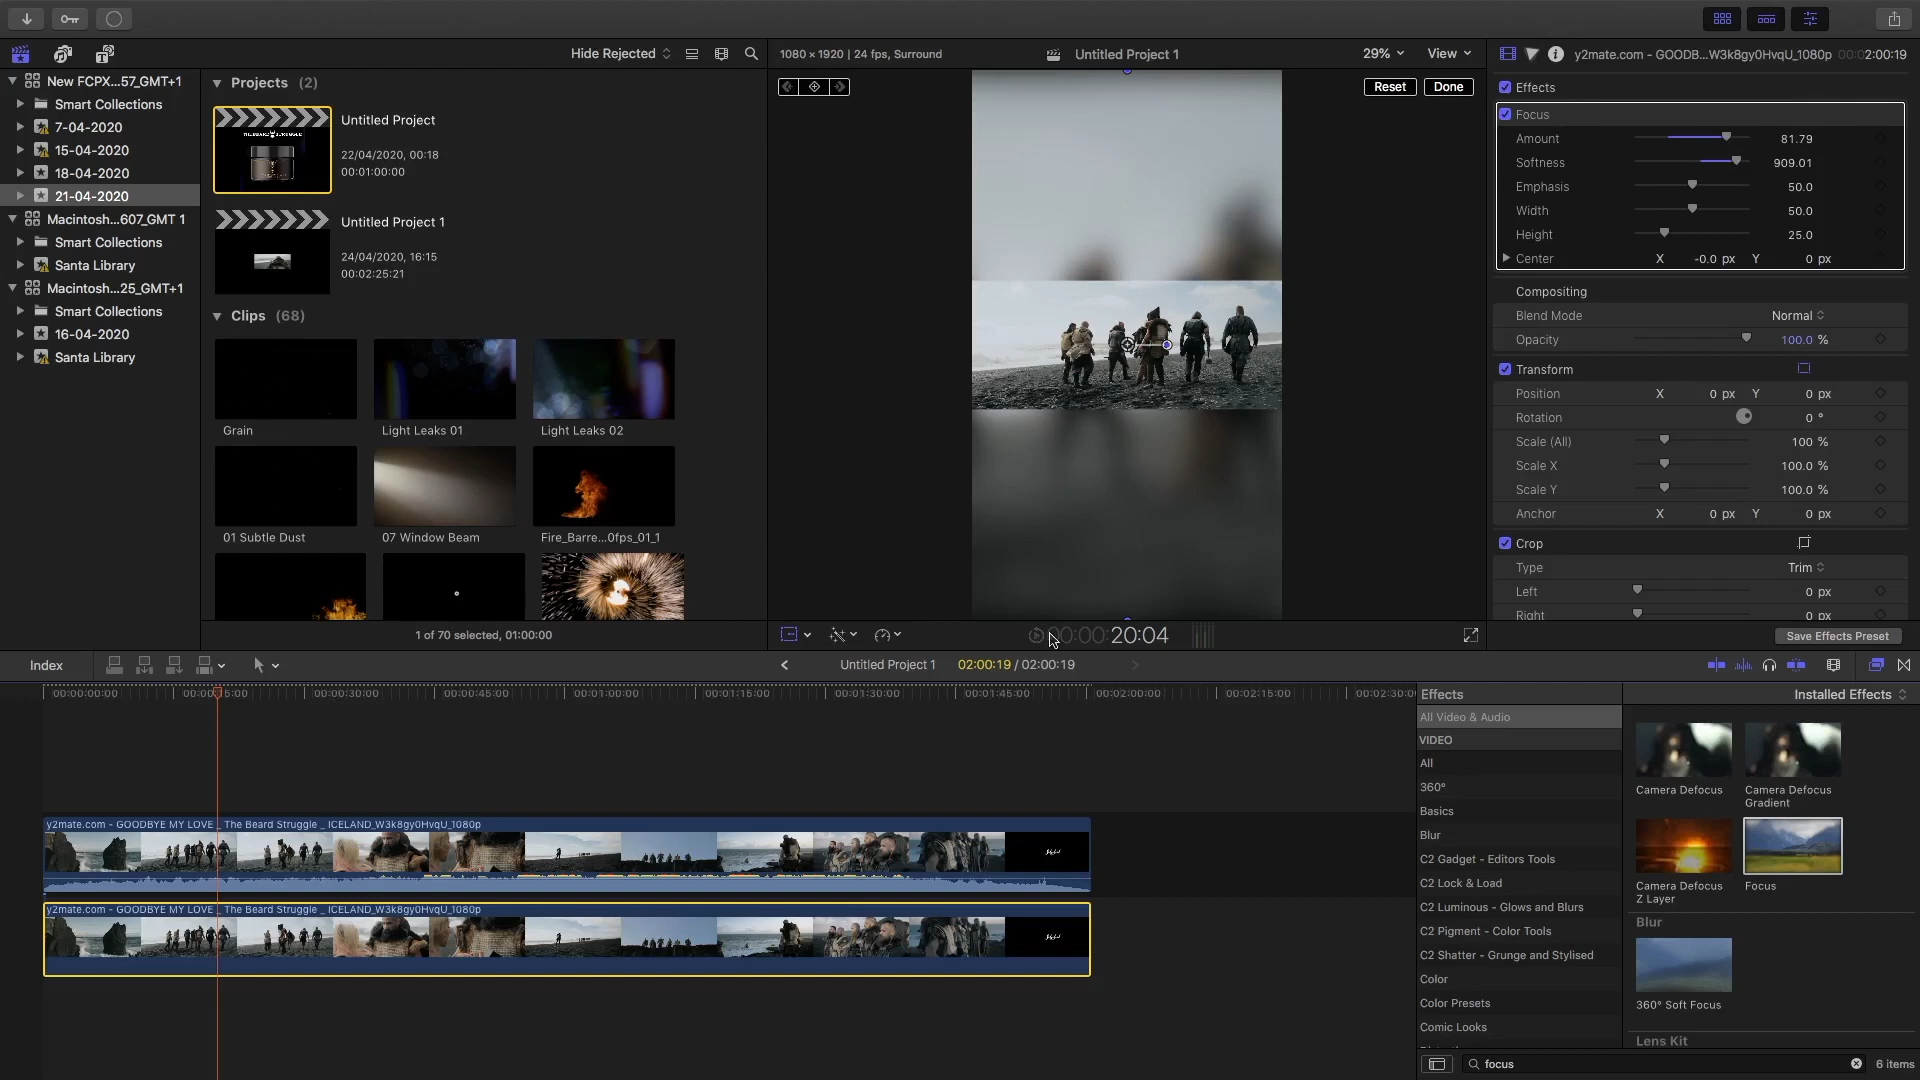 Hide Rejected
1080 × 1920 | 24 fps, Surround
Untitled Project 1
29%
View
y2mate.com - GOODB...W3k8gy0HvqU_1080p
00:02:00:19
New FCPX...57_GMT+1
Smart Collections
7-04-2020
15-04-2020
18-04-2020
21-04-2020
Macintosh...607_GMT 1
Smart Collections
Santa Library
Macintosh...25_GMT+1
Smart Collections
16-04-2020
Santa Library
Projects (2)
Untitled Project
22/04/2020, 00:18
00:01:00:00
Untitled Project 1
24/04/2020, 16:15
00:02:25:21
Clips (68)
Grain
Light Leaks 01
Light Leaks 02
01 Subtle Dust
07 Window Beam
Fire_Barre...0fps_01_1
1 of 70 selected, 01:00:00
Reset
Done
00:00:20:04
Effects
Focus
Amount 81.79
Softness 909.01
Emphasis 50.0
Width 50.0
Height 25.0
Center X -0.0 px Y 0 px
Compositing
Blend Mode Normal
Opacity 100.0 %
Transform
Position X 0 px Y 0 px
Rotation 0 °
Scale (All) 100 %
Scale X 100.0 %
Scale Y 100.0 %
Anchor X 0 px Y 0 px
Crop
Type Trim
Left 0 px
Right 0 px
Save Effects Preset
Index
Untitled Project 1
02:00:19 / 02:00:19
00:00:00:00
00:00:30:00
00:00:45:00
00:01:00:00
00:01:15:00
00:01:30:00
00:01:45:00
00:02:00:00
00:02:15:00
00:02:30:00
y2mate.com - GOODBYE MY LOVE _ The Beard Struggle _ ICELAND_W3k8gy0HvqU_1080p
y2mate.com - GOODBYE MY LOVE _ The Beard Struggle _ ICELAND_W3k8gy0HvqU_1080p
Effects
Installed Effects
All Video & Audio
VIDEO
All
360°
Basics
Blur
C2 Gadget - Editors Tools
C2 Lock & Load
C2 Luminous - Glows and Blurs
C2 Pigment - Color Tools
C2 Shatter - Grunge and Stylised
Color
Color Presets
Comic Looks
Camera Defocus
Camera Defocus Gradient
Camera Defocus Z Layer
Focus
Blur
360° Soft Focus
Lens Kit
focus
6 items